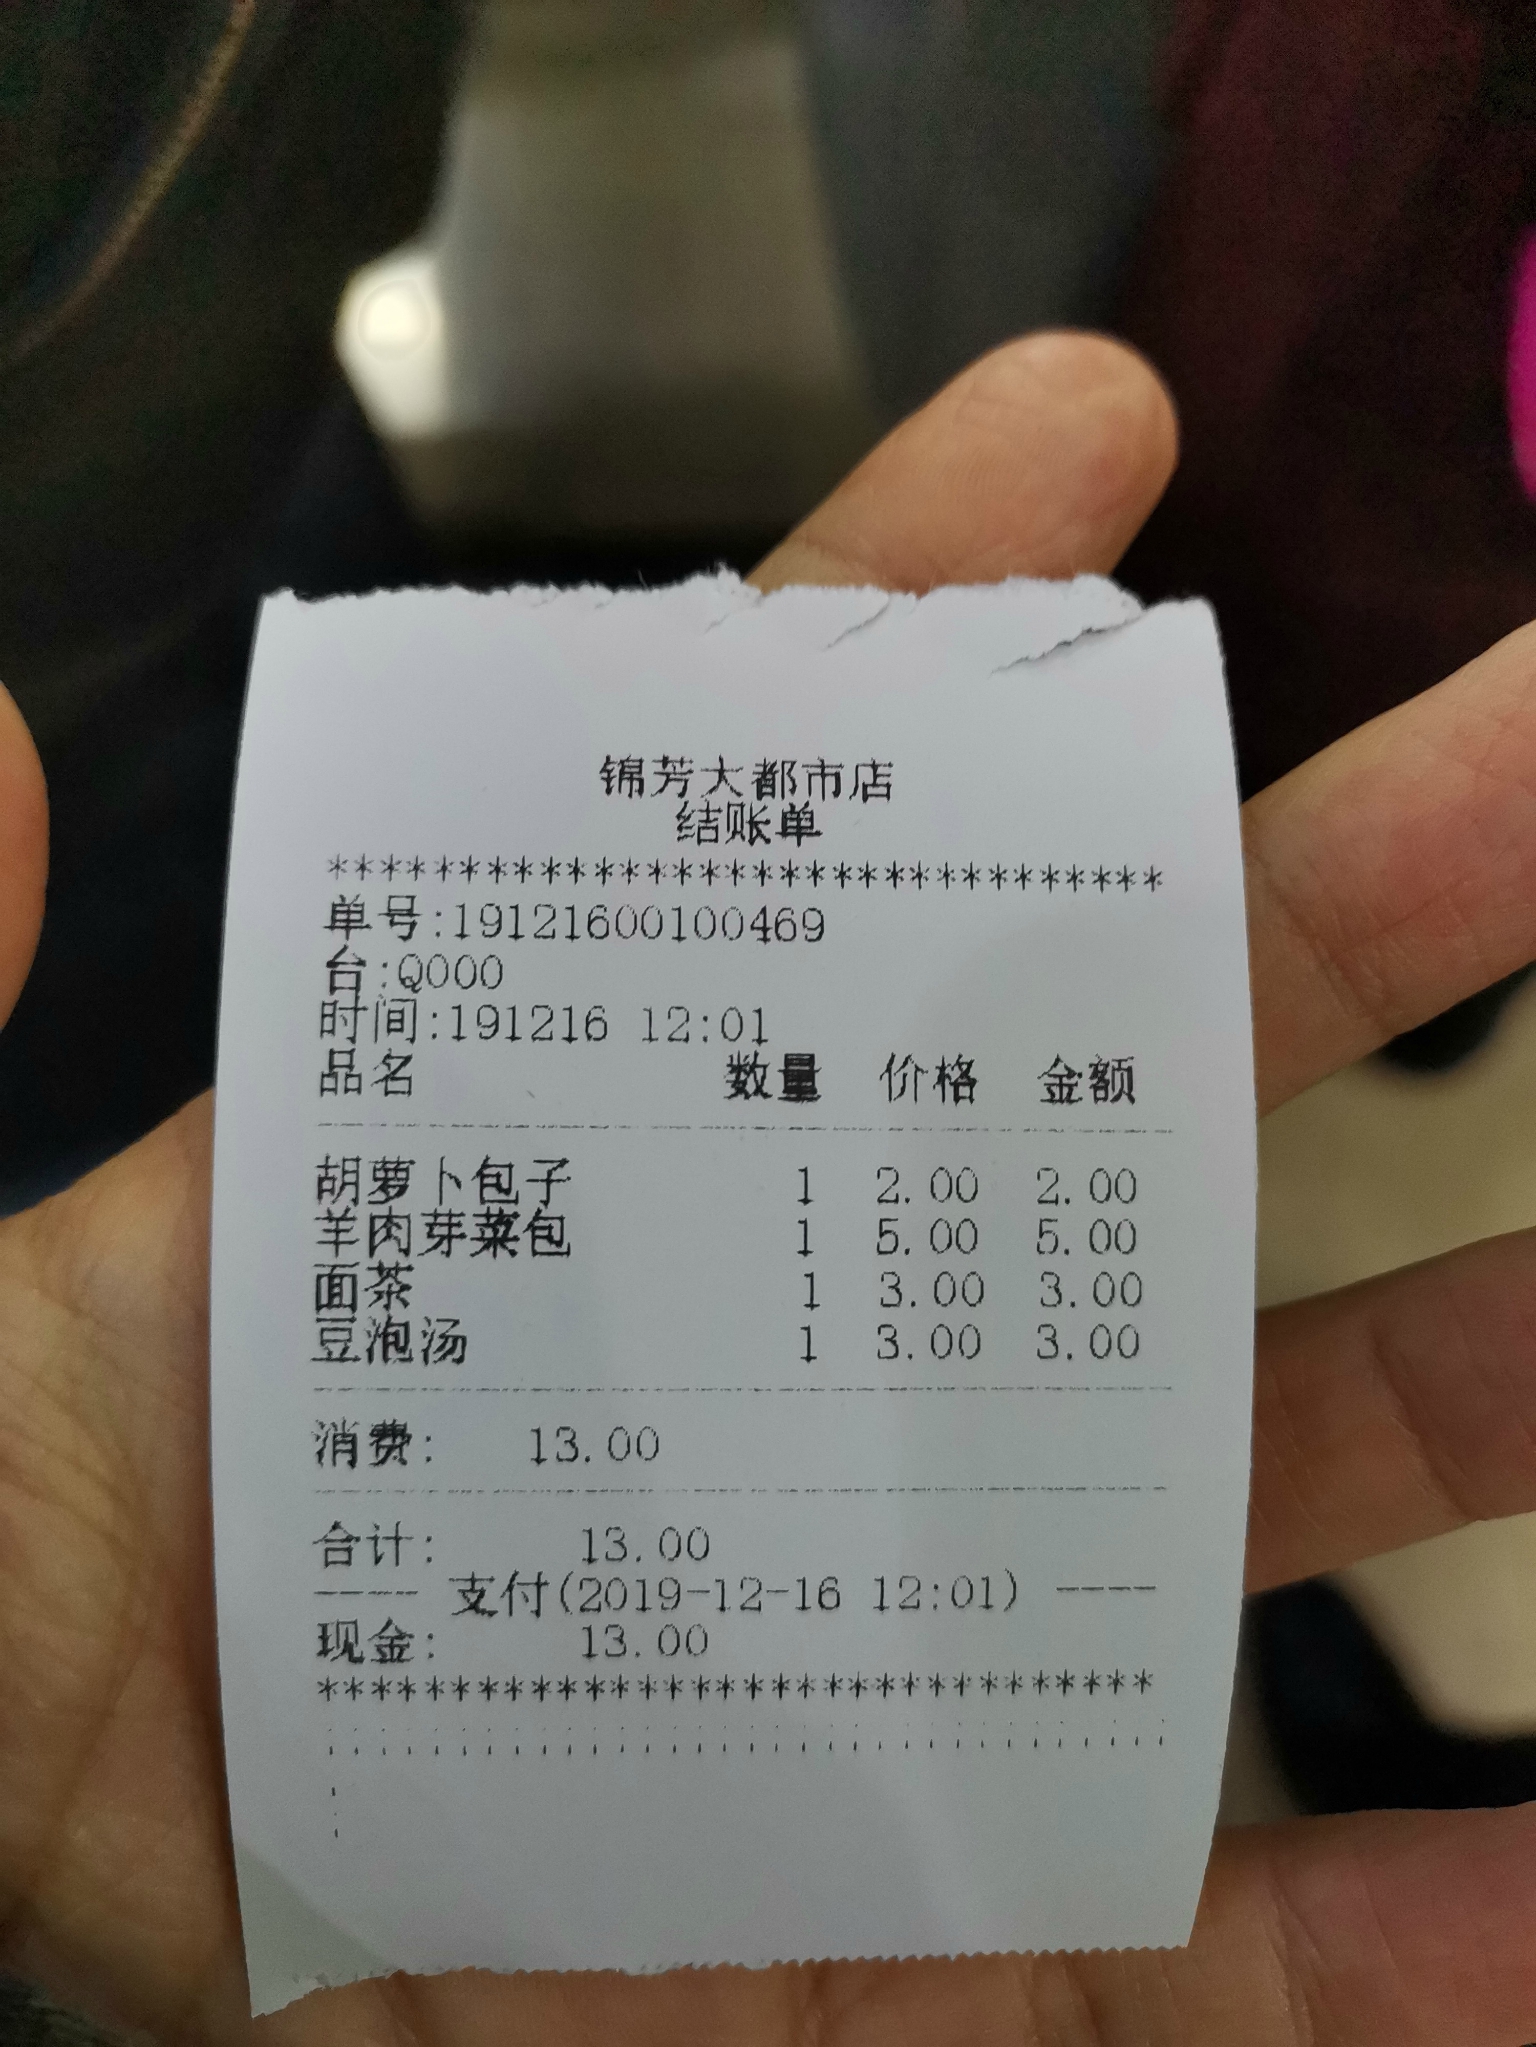 锦芳大都市店
结账单
********************************
单号:19121600100469
台:Q000
时间:191216 12:01
品名 数量 价格 金额
胡萝卜包子 1 2.00 2.00
羊肉芽菜包 1 5.00 5.00
面茶 1 3.00 3.00
豆泡汤 1 3.00 3.00
消费: 13.00
合计: 13.00
---- 支付(2019-12-16 12:01) ----
现金: 13.00
********************************